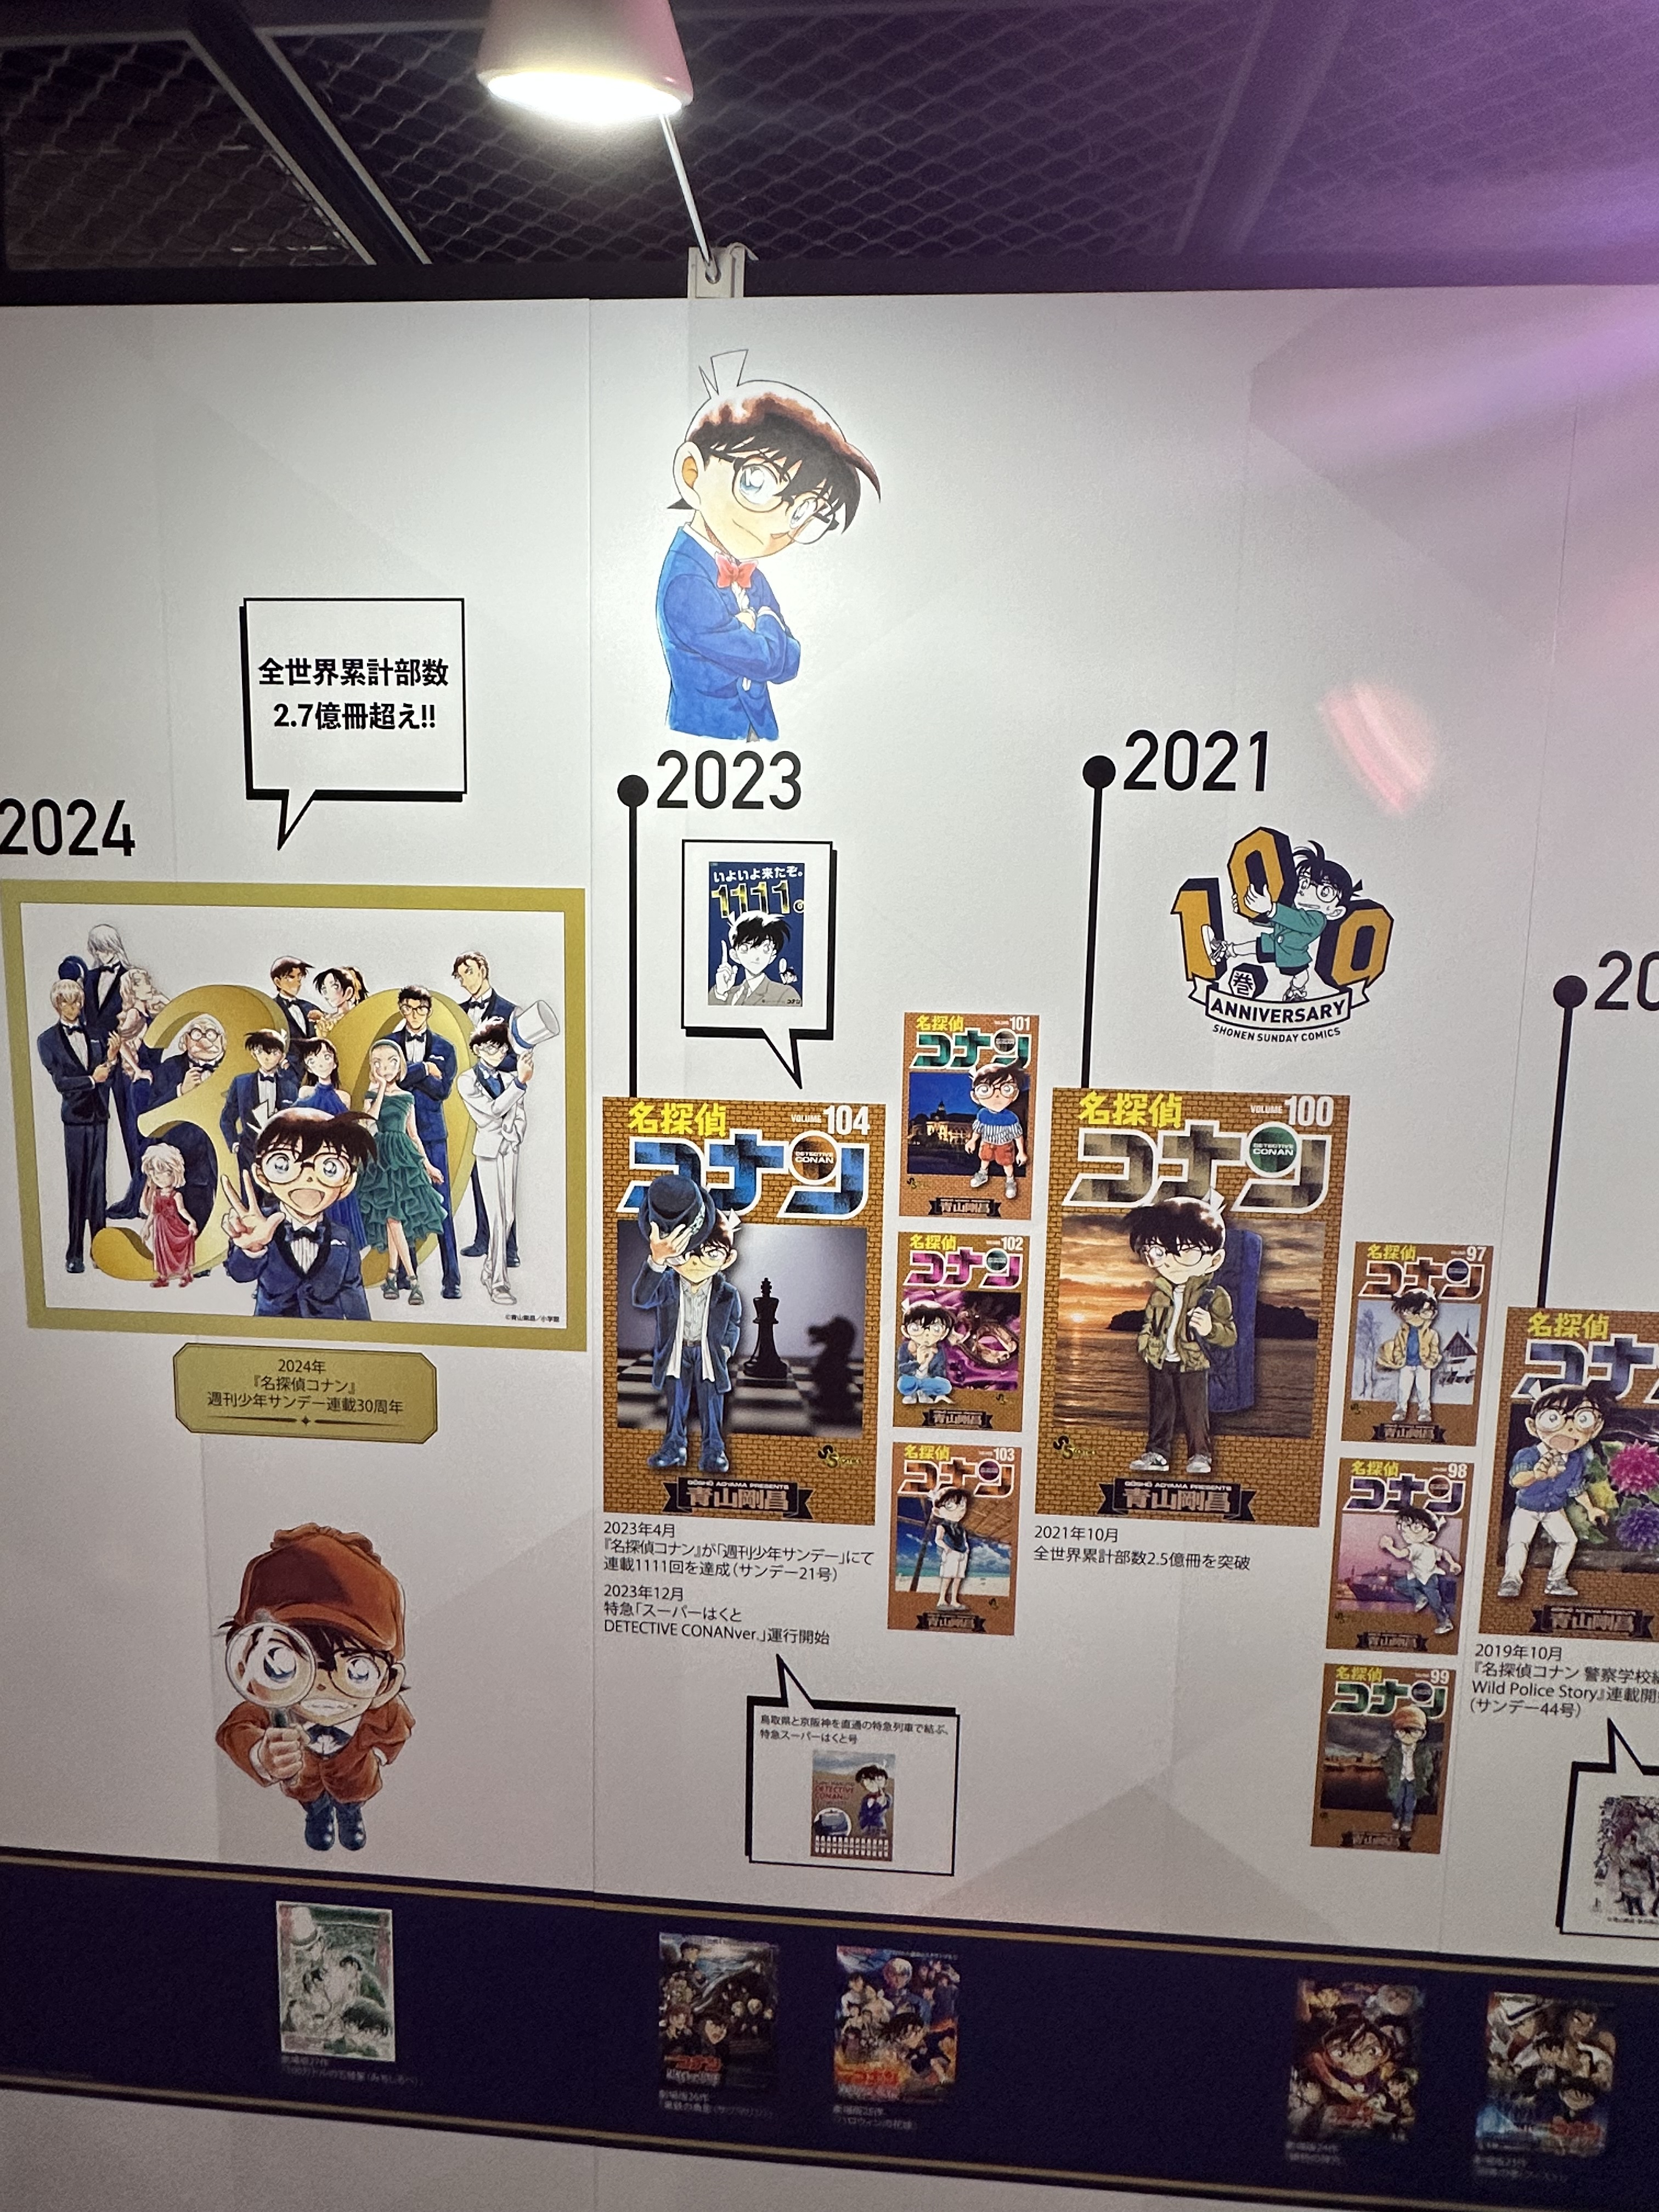 全世界累計部数
2.7億冊超え!!
2024
©青山剛昌／小学館
2024年
『名探偵コナン』
週刊少年サンデー連載30周年
2023
いよいよ来たぞ。
1111。
名探偵
VOLUME 104
コナン
DETECTIVE
CONAN
GOSHO AOYAMA PRESENTS
青山剛昌
2023年4月
『名探偵コナン』が「週刊少年サンデー」にて
連載1111回を達成（サンデー21号）
2023年12月
特急「スーパーはくと
DETECTIVE CONANver.」運行開始
鳥取県と京阪神を直通の特急列車で結ぶ、
特急スーパーはくと号
DETECTIVE
CONAN
名探偵
VOLUME 101
コナン
青山剛昌
名探偵
VOLUME 102
コナン
青山剛昌
名探偵
VOLUME 103
コナン
青山剛昌
2021
100
巻
ANNIVERSARY
SHONEN SUNDAY COMICS
名探偵
VOLUME 100
コナン
DETECTIVE
CONAN
GOSHO AOYAMA PRESENTS
青山剛昌
2021年10月
全世界累計部数2.5億冊を突破
名探偵
97
コナン
青山剛昌
名探偵
98
コナン
青山剛昌
名探偵
99
コナン
青山剛昌
20
名探偵
コナ
青山剛昌
2019年10月
『名探偵コナン 警察学校
Wild Police Story』連載開
（サンデー44号）
上